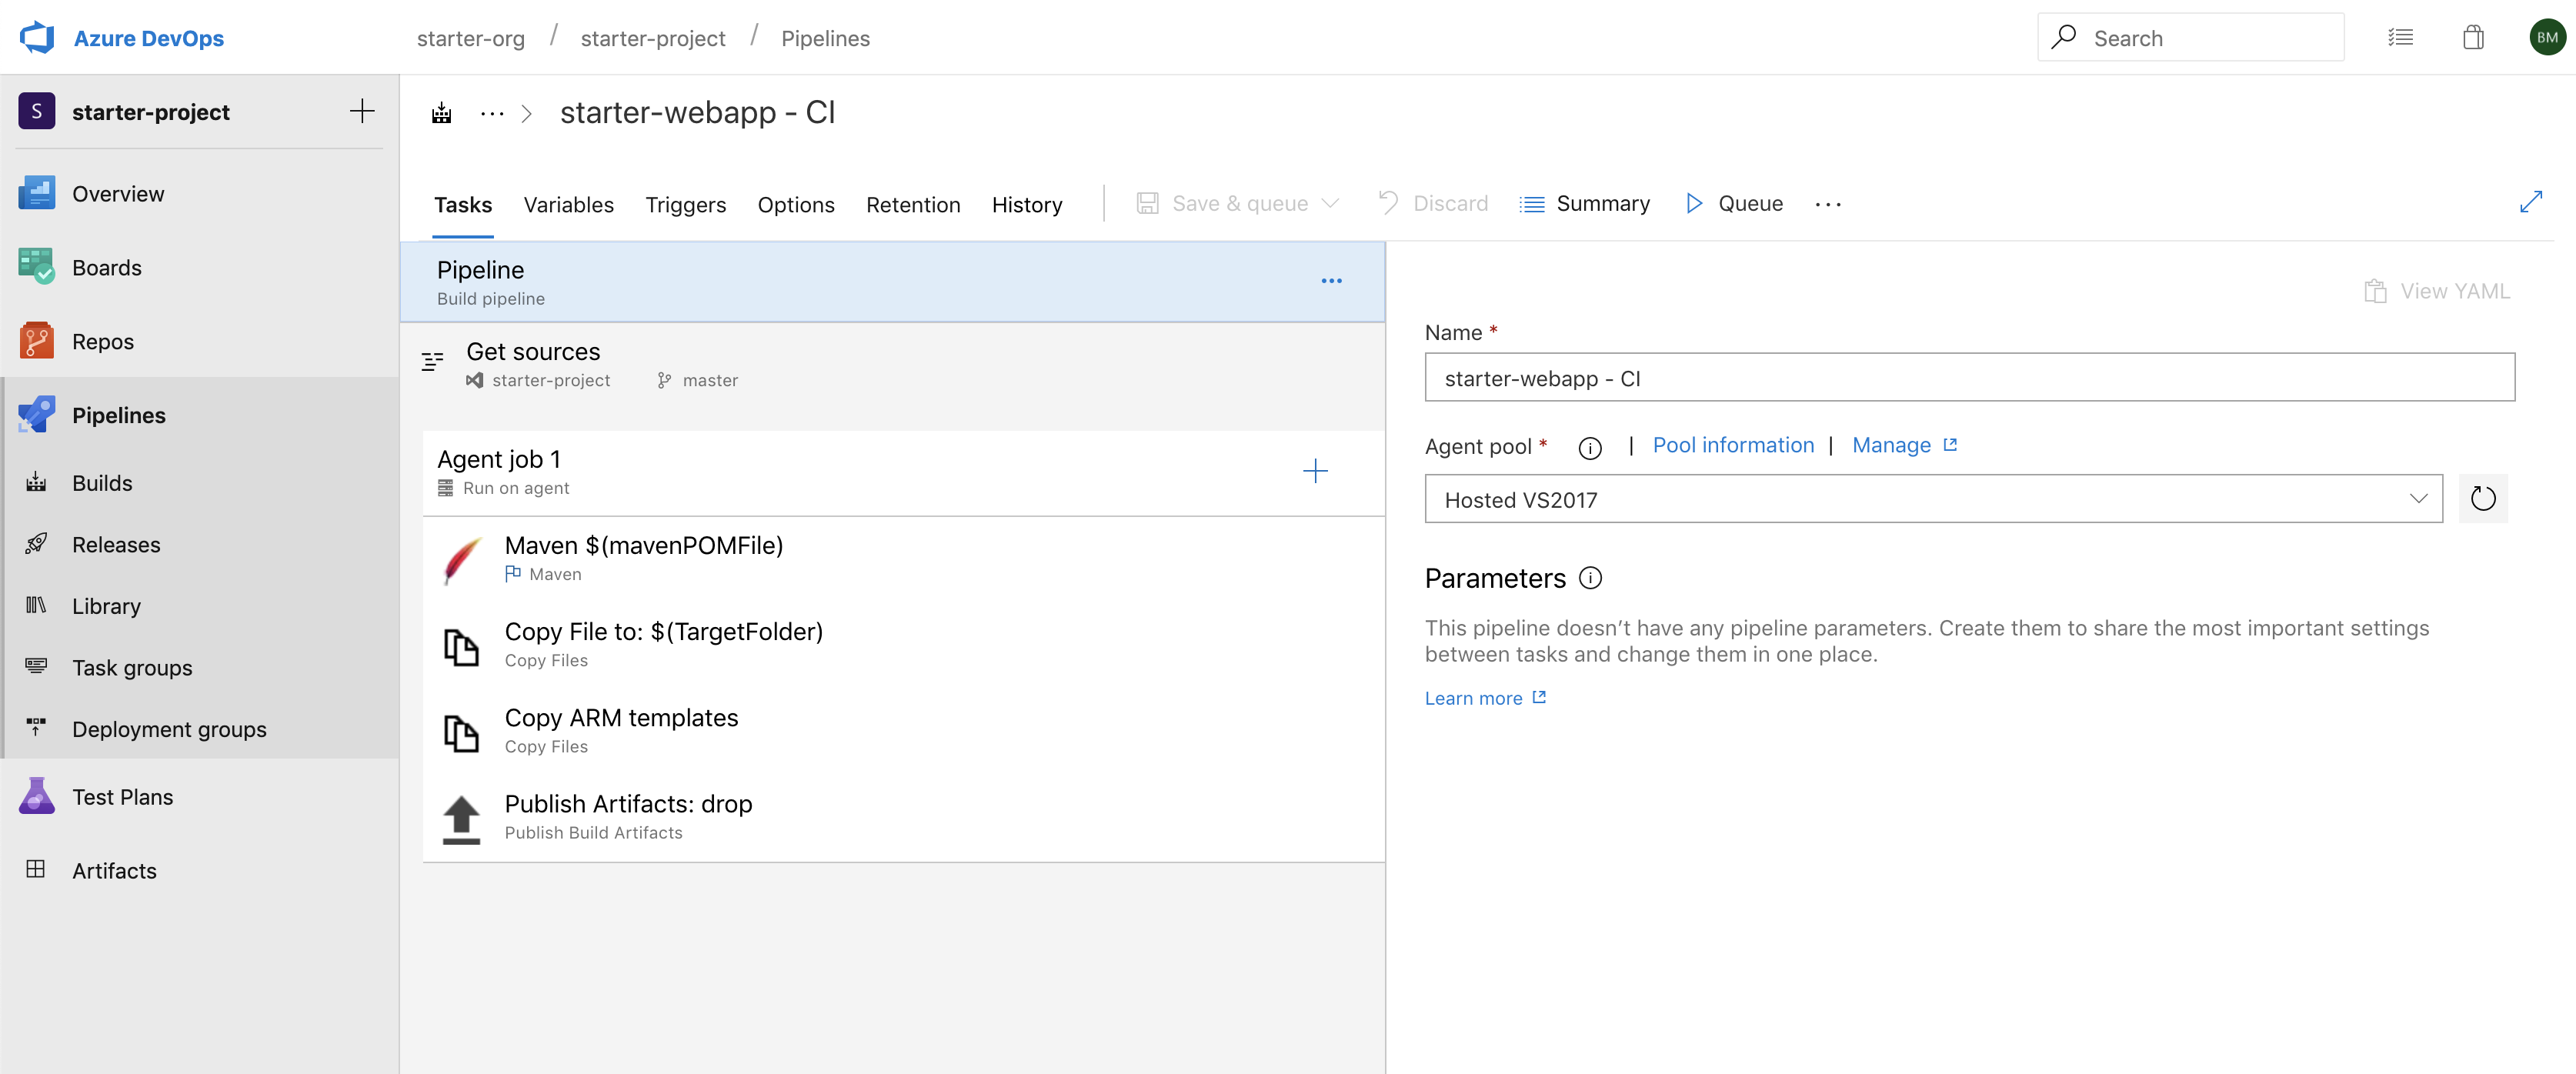 Azure DevOps
starter-org / starter-project / Pipelines
Search
BM
S starter-project
Overview
Boards
Repos
Pipelines
Builds
Releases
Library
Task groups
Deployment groups
Test Plans
Artifacts
... > starter-webapp - CI
Tasks Variables Triggers Options Retention History | Save & queue Discard Summary Queue ...
Pipeline
Build pipeline
...
Get sources
starter-project master
Agent job 1
Run on agent
Maven $(mavenPOMFile)
Maven
Copy File to: $(TargetFolder)
Copy Files
Copy ARM templates
Copy Files
Publish Artifacts: drop
Publish Build Artifacts
View YAML
Name *
starter-webapp - CI
Agent pool * | Pool information | Manage
Hosted VS2017
Parameters
This pipeline doesn’t have any pipeline parameters. Create them to share the most important settings
between tasks and change them in one place.
Learn more